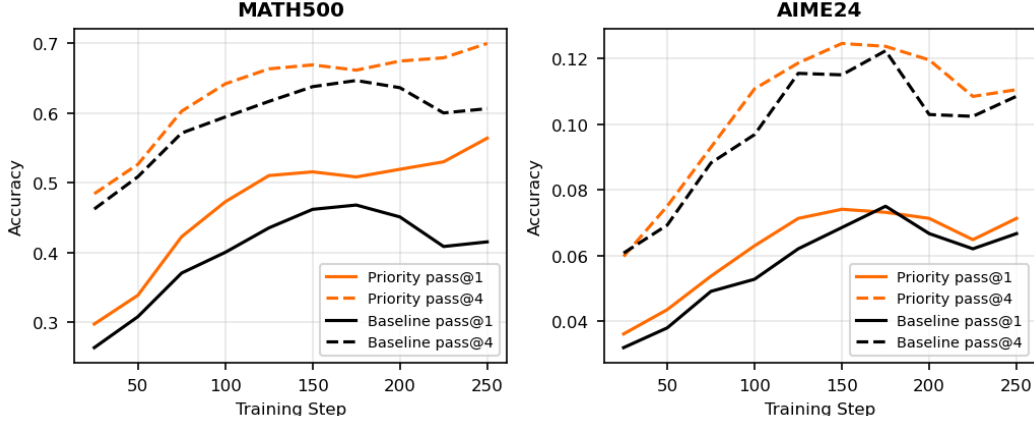 MATH500
Accuracy
0.7
0.6
0.5
0.4
0.3
50 100 150 200 250
Training Step
Priority pass@1
Priority pass@4
Baseline pass@1
Baseline pass@4
AIME24
Accuracy
0.12
0.10
0.08
0.06
0.04
50 100 150 200 250
Training Step
Priority pass@1
Priority pass@4
Baseline pass@1
Baseline pass@4